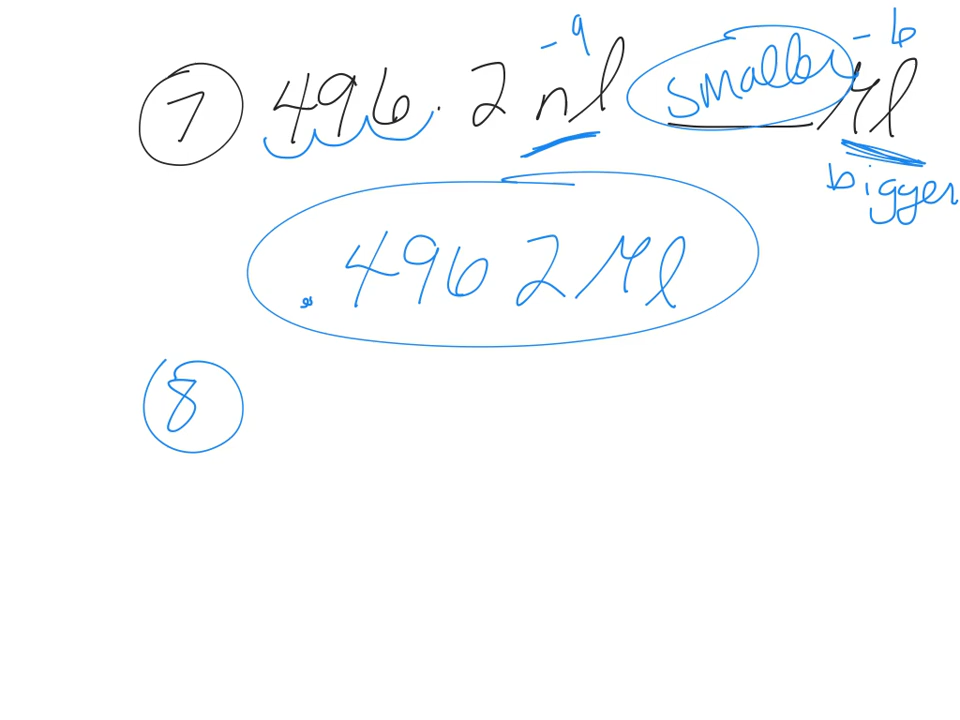 -9 -6
7 496.2 nl smaller μl
bigger
.4962 μl
8